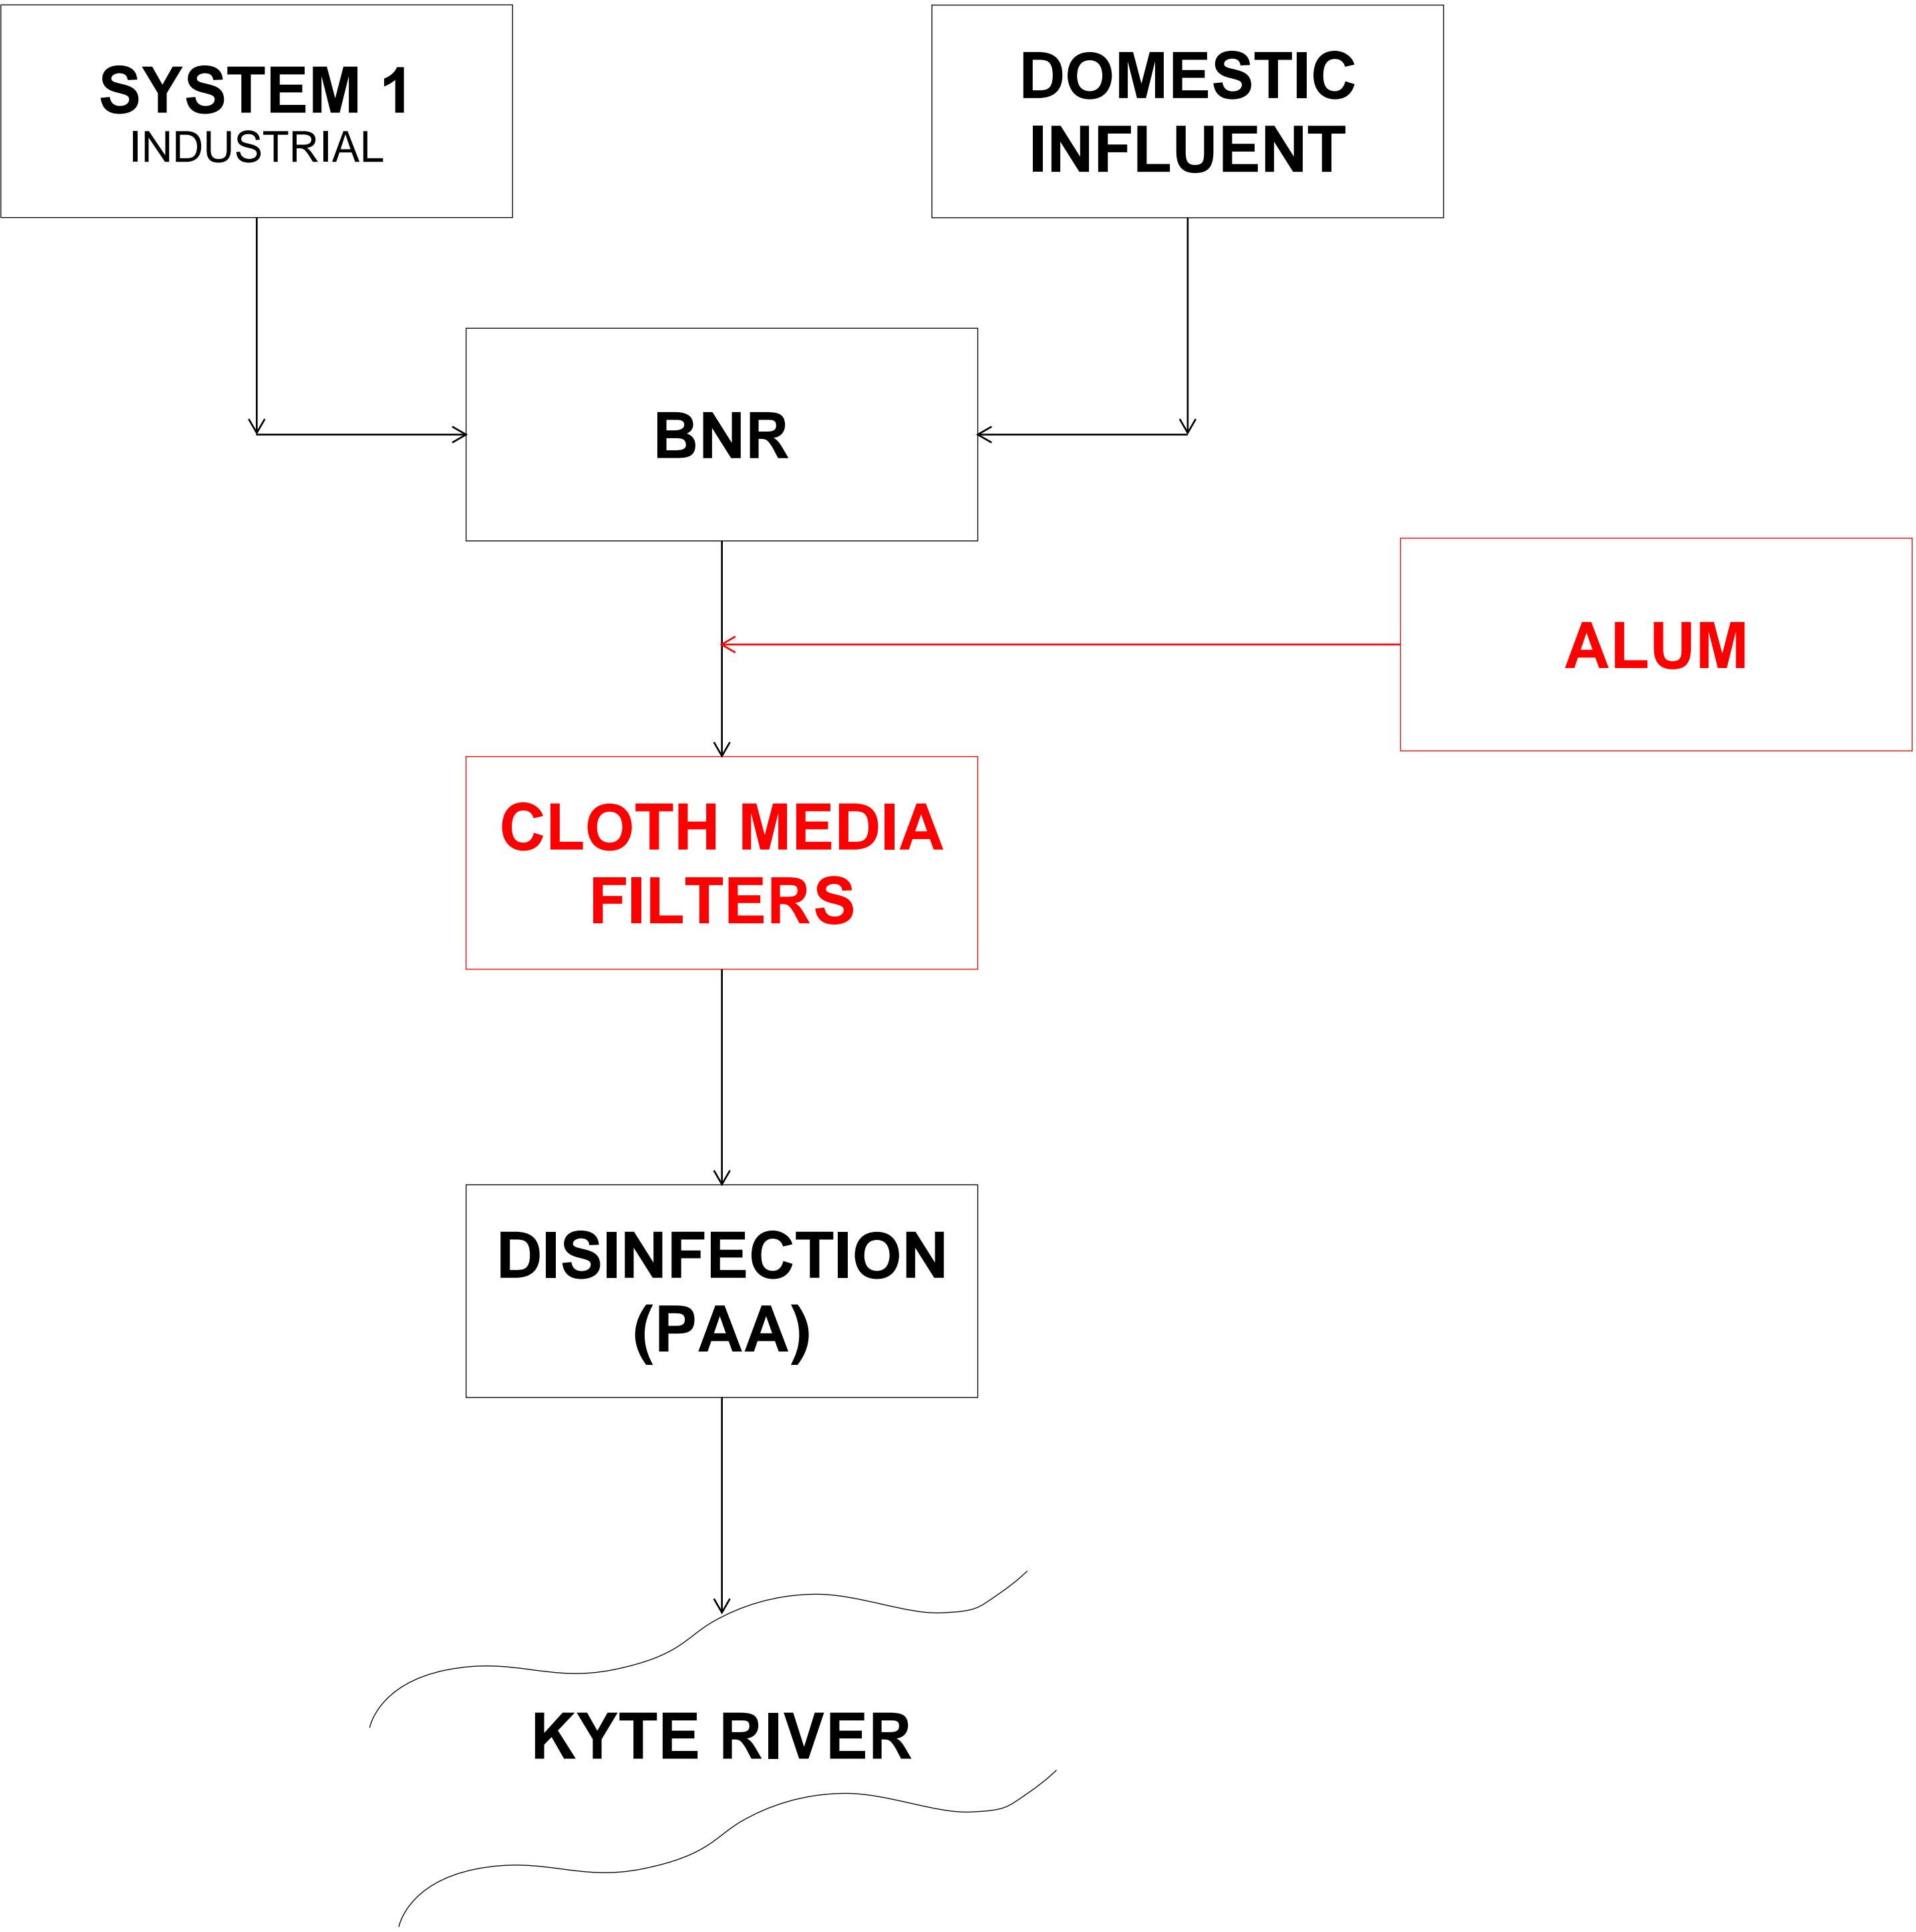 SYSTEM 1
INDUSTRIAL
DOMESTIC
INFLUENT
BNR
ALUM
CLOTH MEDIA
FILTERS
DISINFECTION
(PAA)
KYTE RIVER